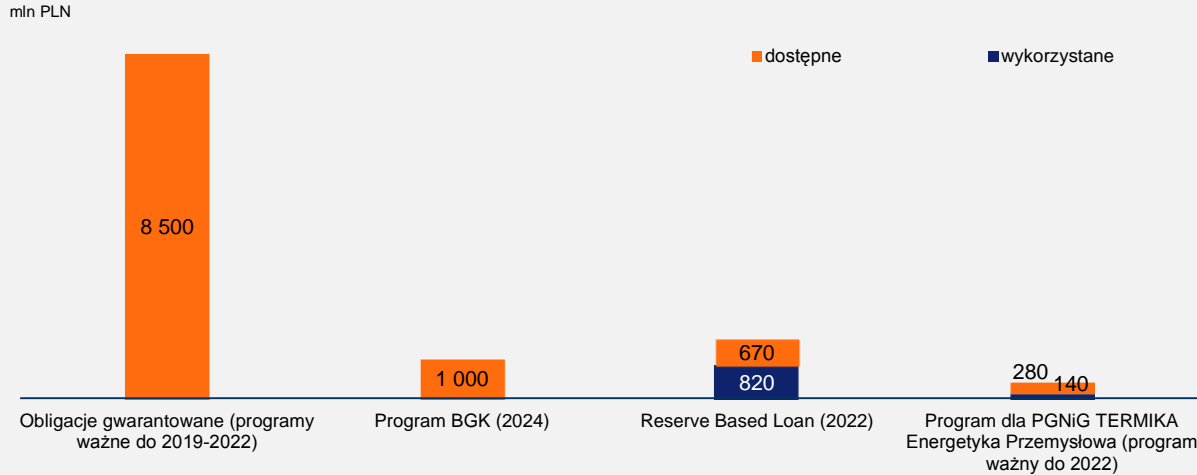 mln PLN
dostępne
wykorzystane
8 500
1 000
670
820
280
140
Obligacje gwarantowane (programy
ważne do 2019-2022)
Program BGK (2024)
Reserve Based Loan (2022)
Program dla PGNiG TERMIKA
Energetyka Przemysłowa (program
ważny do 2022)